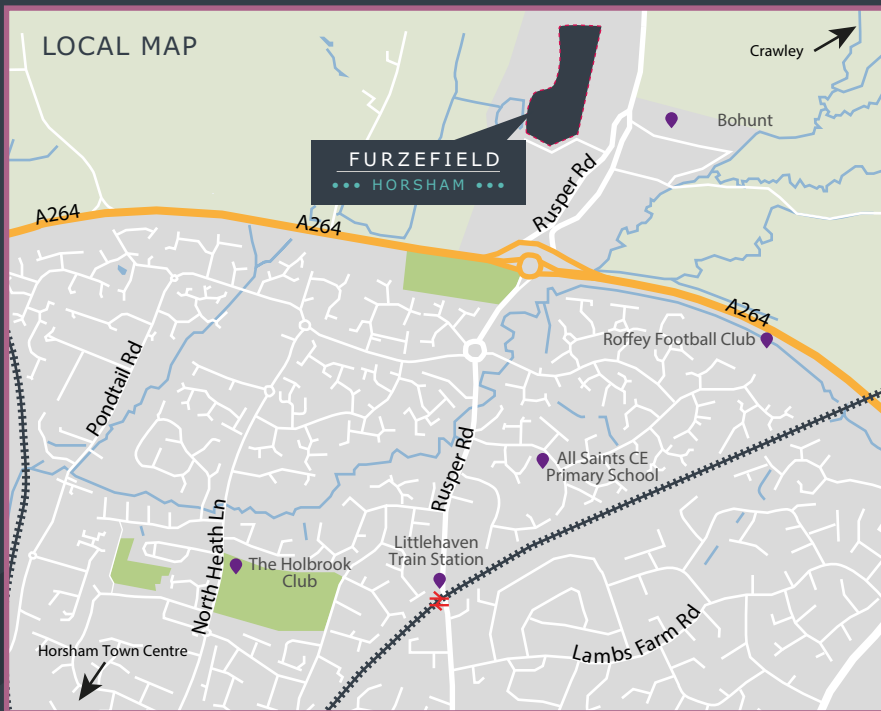 LOCAL MAP
Crawley
Bohunt
FURZEFIELD
••• HORSHAM •••
Rusper Rd
A264
A264
A264
Roffey Football Club
Pondtail Rd
Rusper Rd
All Saints CE
Primary School
North Heath Ln
Littlehaven
Train Station
The Holbrook
Club
Lambs Farm Rd
Horsham Town Centre